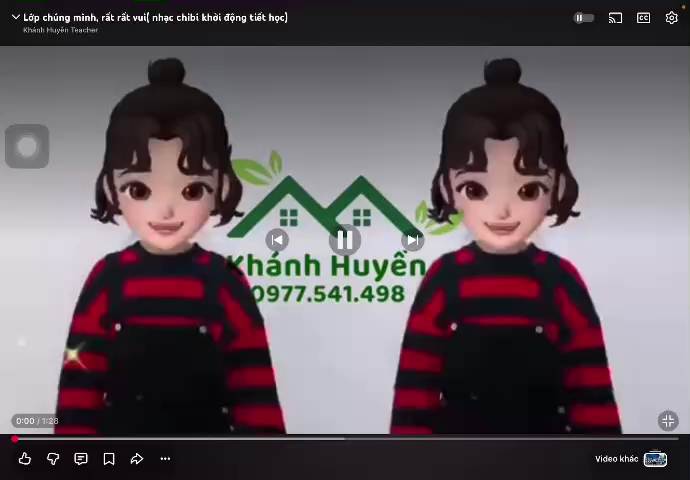 Lớp chúng mình, rất rất vui( nhạc chibi khởi động tiết học)
Khánh Huyền Teacher
CC
Khánh Huyền
0977.541.498
0:00 / 1:28
Video khác